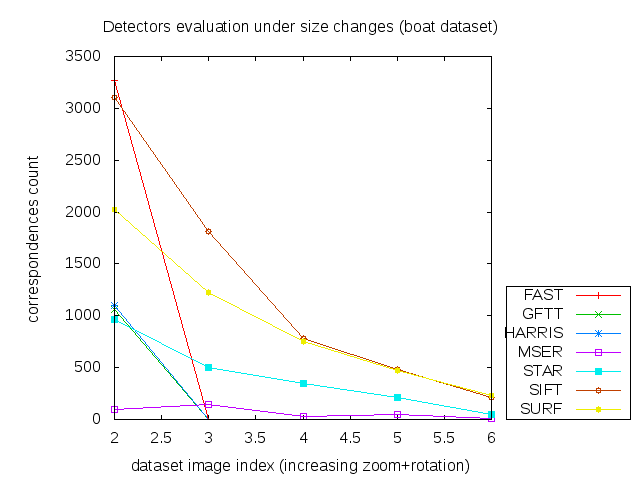 Detectors evaluation under size changes (boat dataset)
3500
3000
2500
2000
1500
1000
500
0
correspondences count
2
2.5
3
3.5
4
4.5
5
5.5
6
dataset image index (increasing zoom+rotation)
FAST
GFTT
HARRIS
MSER
STAR
SIFT
SURF